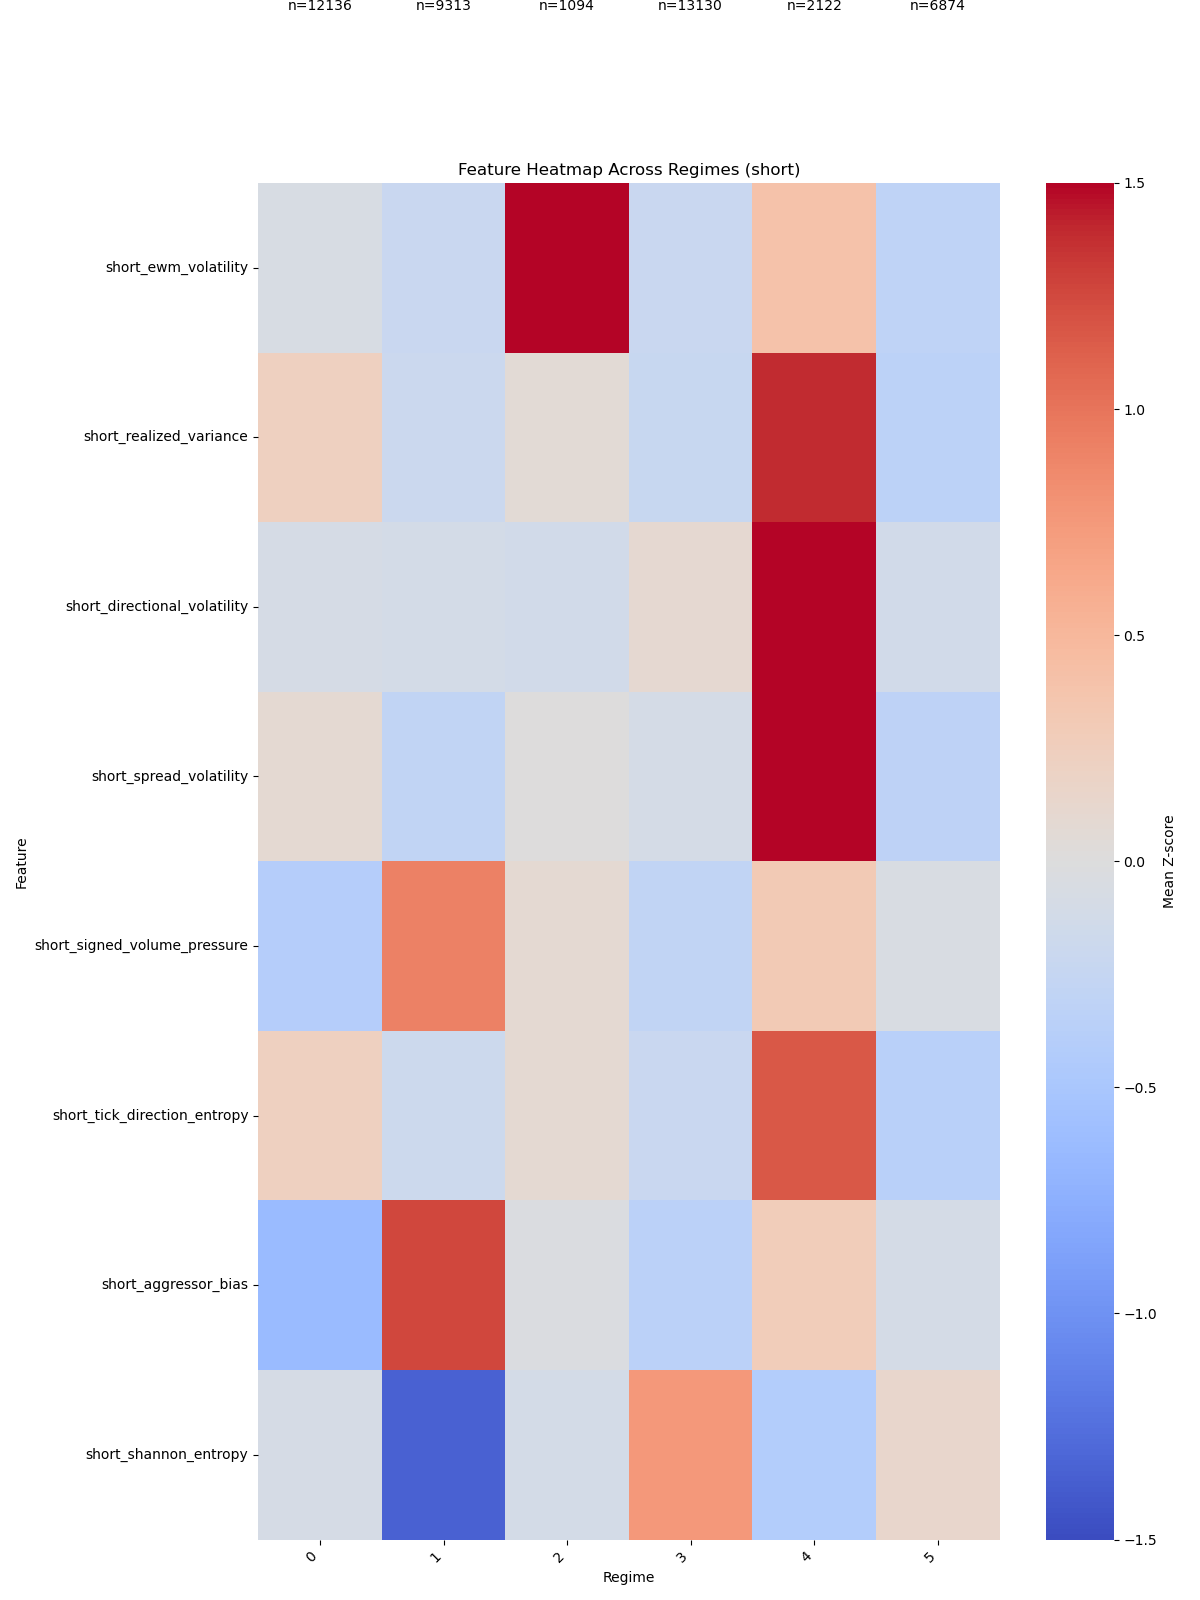 n=12136 n=9313 n=1094 n=13130 n=2122 n=6874
Feature Heatmap Across Regimes (short)
short_ewm_volatility
short_realized_variance
short_directional_volatility
short_spread_volatility
short_signed_volume_pressure
short_tick_direction_entropy
short_aggressor_bias
short_shannon_entropy
Feature
0 1 2 3 4 5
Regime
1.5
1.0
0.5
0.0
−0.5
−1.0
−1.5
Mean Z-score